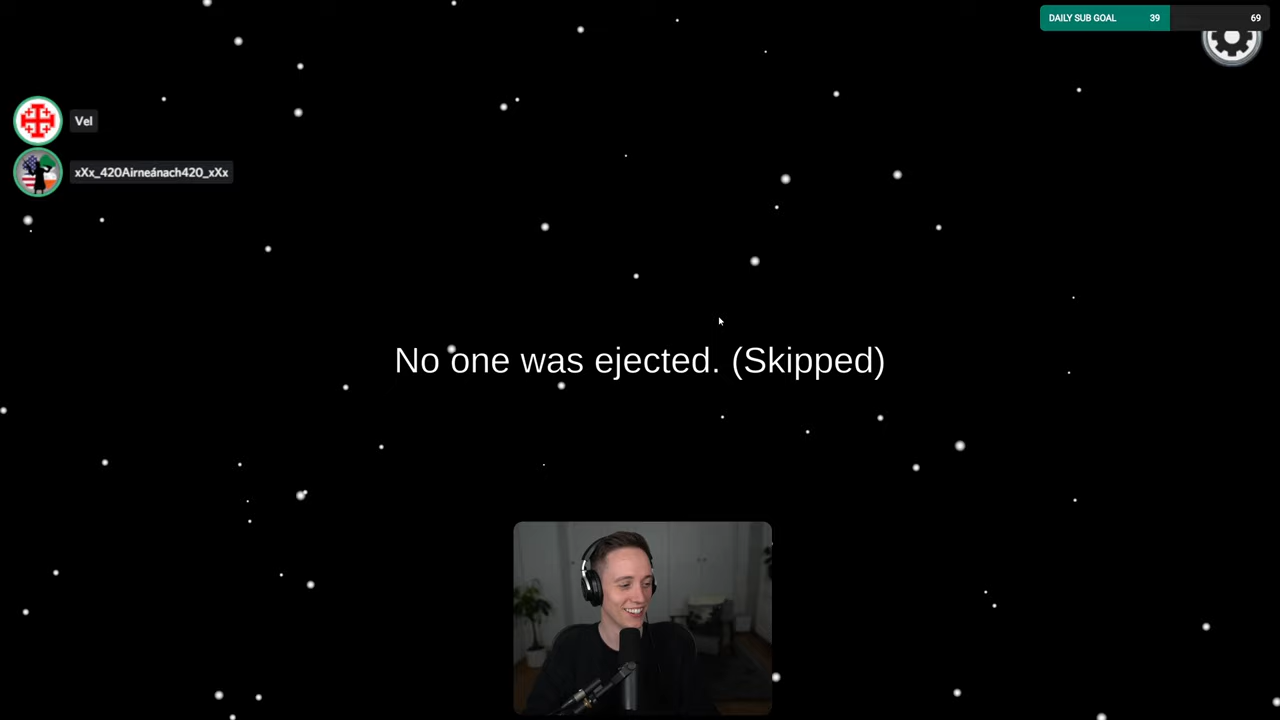 DAILY SUB GOAL 39 69
Vel
xXx_420Airneánach420_xXx
No one was ejected. (Skipped)